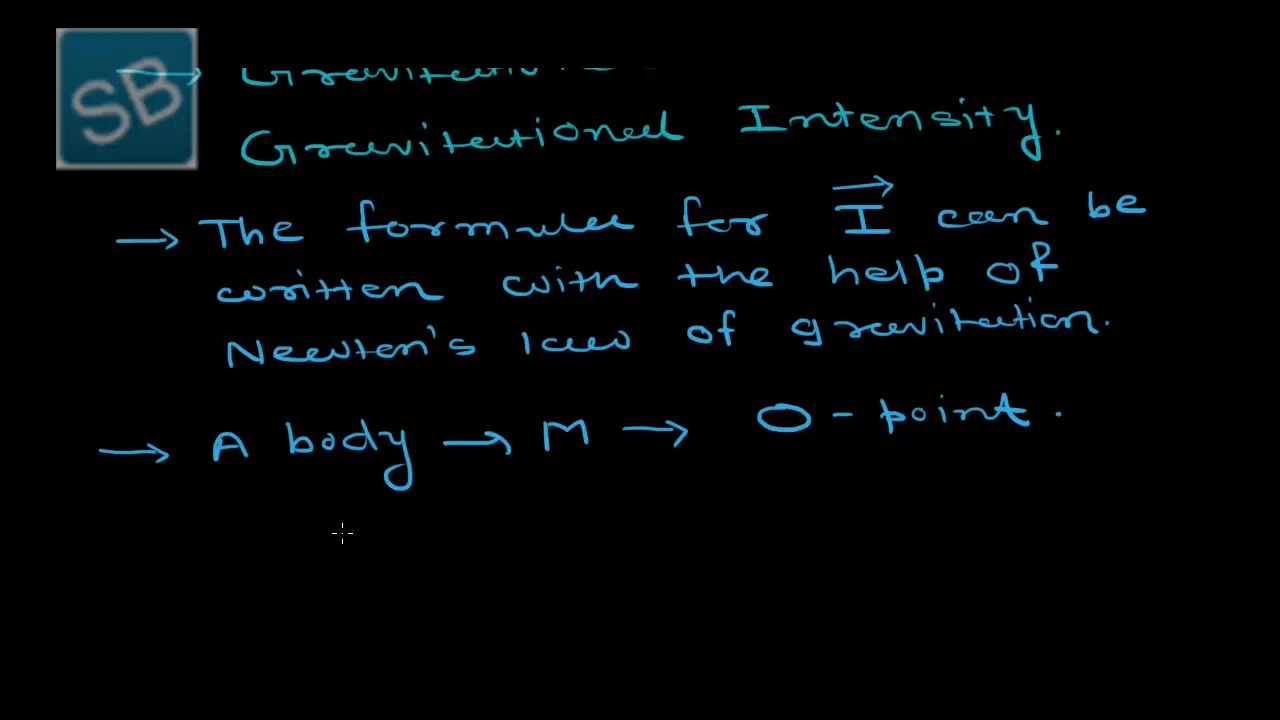 SB
→ Gravitational
Gravitational Intensity.
→ The formula for I can be
written with the help of
Newton's law of gravitation.
→ A body → M → O - point.